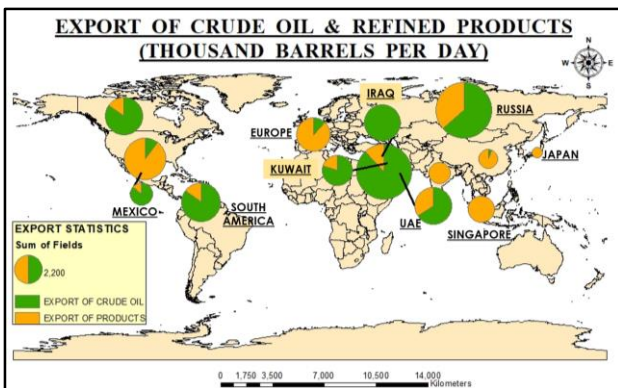 EXPORT OF CRUDE OIL & REFINED PRODUCTS
(THOUSAND BARRELS PER DAY)
N
W E
S
IRAQ
RUSSIA
EUROPE
JAPAN
KUWAIT
MEXICO
SOUTH
AMERICA
UAE
SINGAPORE
EXPORT STATISTICS
Sum of Fields
2,200
EXPORT OF CRUDE OIL
EXPORT OF PRODUCTS
0 1,750 3,500 7,000 10,500 14,000
Kilometers